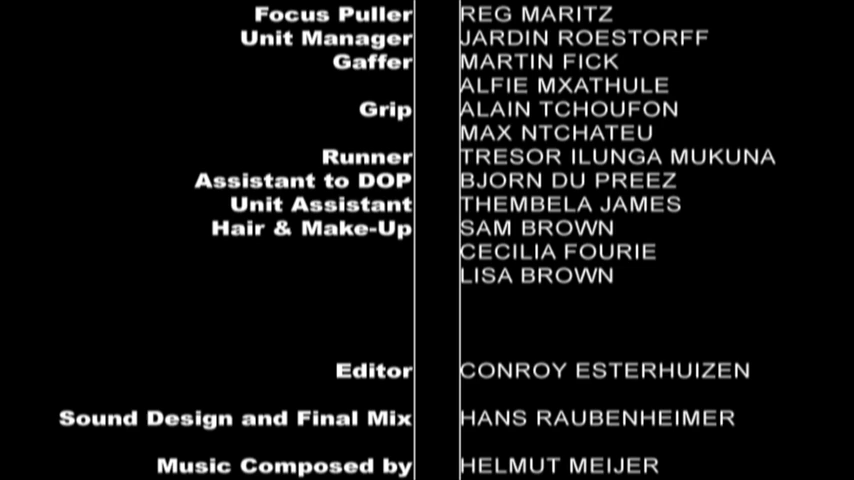 Focus Puller REG MARITZ
Unit Manager JARDIN ROESTORFF
Gaffer MARTIN FICK
ALFIE MXATHULE
Grip ALAIN TCHOUFON
MAX NTCHATEU
Runner TRESOR ILUNGA MUKUNA
Assistant to DOP BJORN DU PREEZ
Unit Assistant THEMBELA JAMES
Hair & Make-Up SAM BROWN
CECILIA FOURIE
LISA BROWN
Editor CONROY ESTERHUIZEN
Sound Design and Final Mix HANS RAUBENHEIMER
Music Composed by HELMUT MEIJER